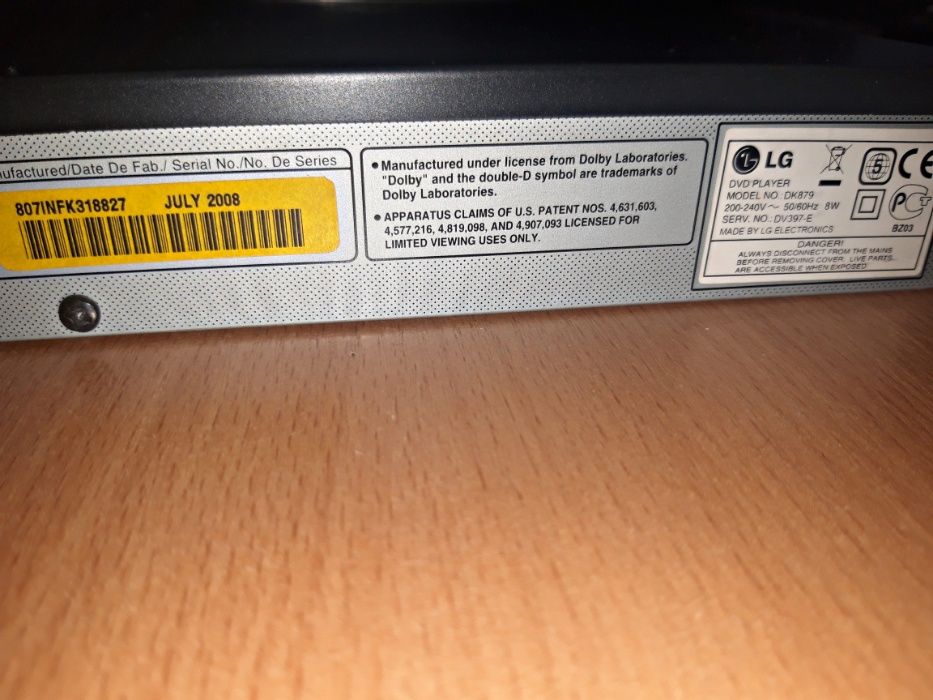 ufactured/Date De Fab./ Serial No./No. De Series
807INFK318827 JULY 2008
● Manufactured under license from Dolby Laboratories.
"Dolby" and the double-D symbol are trademarks of
Dolby Laboratories.
● APPARATUS CLAIMS OF U.S. PATENT NOS. 4,631,603,
4,577,216, 4,819,098, AND 4,907,093 LICENSED FOR
LIMITED VIEWING USES ONLY.
LG
DVD PLAYER
MODEL NO.: DK879
200-240V ~ 50/60Hz 8W
SERV. NO.: DV397-E
MADE BY LG ELECTRONICS
5
CE
PCT
BZ03
DANGER!
ALWAYS DISCONNECT FROM THE MAINS
BEFORE REMOVING COVER. LIVE PARTS..
ARE ACCESSIBLE WHEN EXPOSED